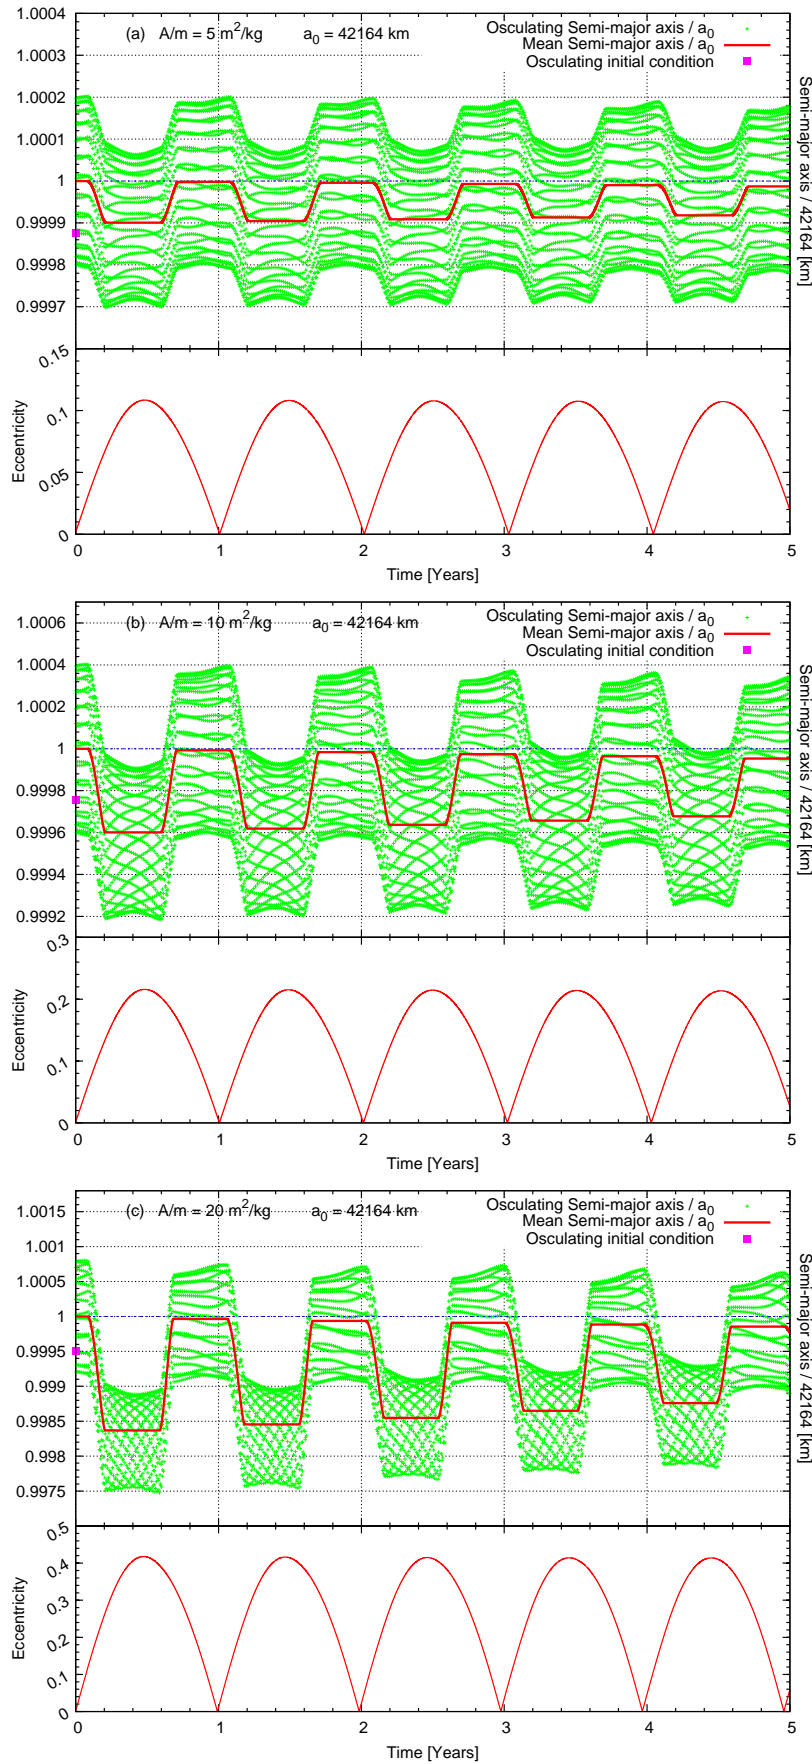 (a) A/m = 5 m²/kg a₀ = 42164 km
Osculating Semi-major axis / a₀
Mean Semi-major axis / a₀
Osculating initial condition
1.0004
1.0003
1.0002
1.0001
1
0.9999
0.9998
0.9997
Semi-major axis / 42164 [km]
0.15
0.1
0.05
0
Eccentricity
0 1 2 3 4 5
Time [Years]
(b) A/m = 10 m²/kg a₀ = 42164 km
Osculating Semi-major axis / a₀
Mean Semi-major axis / a₀
Osculating initial condition
1.0006
1.0004
1.0002
1
0.9998
0.9996
0.9994
0.9992
Semi-major axis / 42164 [km]
0.3
0.2
0.1
0
Eccentricity
0 1 2 3 4 5
Time [Years]
(c) A/m = 20 m²/kg a₀ = 42164 km
Osculating Semi-major axis / a₀
Mean Semi-major axis / a₀
Osculating initial condition
1.0015
1.001
1.0005
1
0.9995
0.999
0.9985
0.998
0.9975
Semi-major axis / 42164 [km]
0.5
0.4
0.3
0.2
0.1
0
Eccentricity
0 1 2 3 4 5
Time [Years]